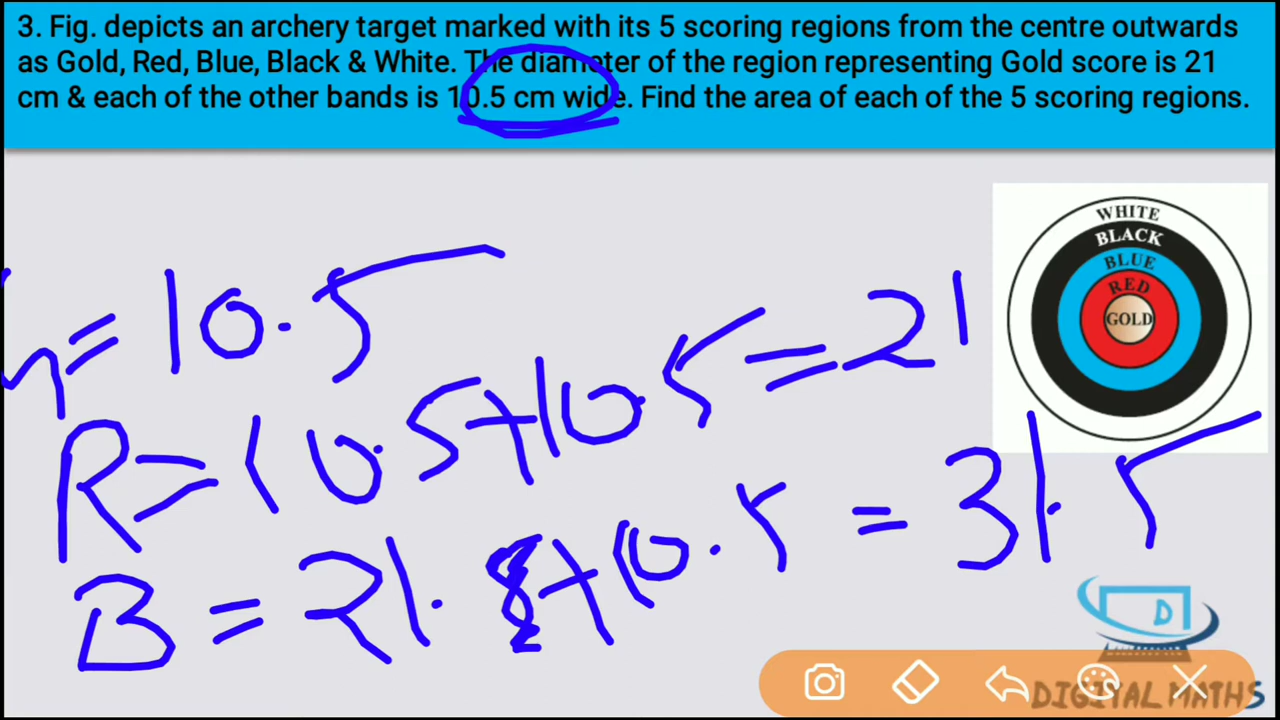 3. Fig. depicts an archery target marked with its 5 scoring regions from the centre outwards
as Gold, Red, Blue, Black & White. The diameter of the region representing Gold score is 21
cm & each of the other bands is 10.5 cm wide. Find the area of each of the 5 scoring regions.
WHITE
BLACK
BLUE
RED
GOLD
= 10.5
R = 10.5 + 10.5 = 21
B = 21. + 10.5 = 31.5
D
DIGITAL MATHS